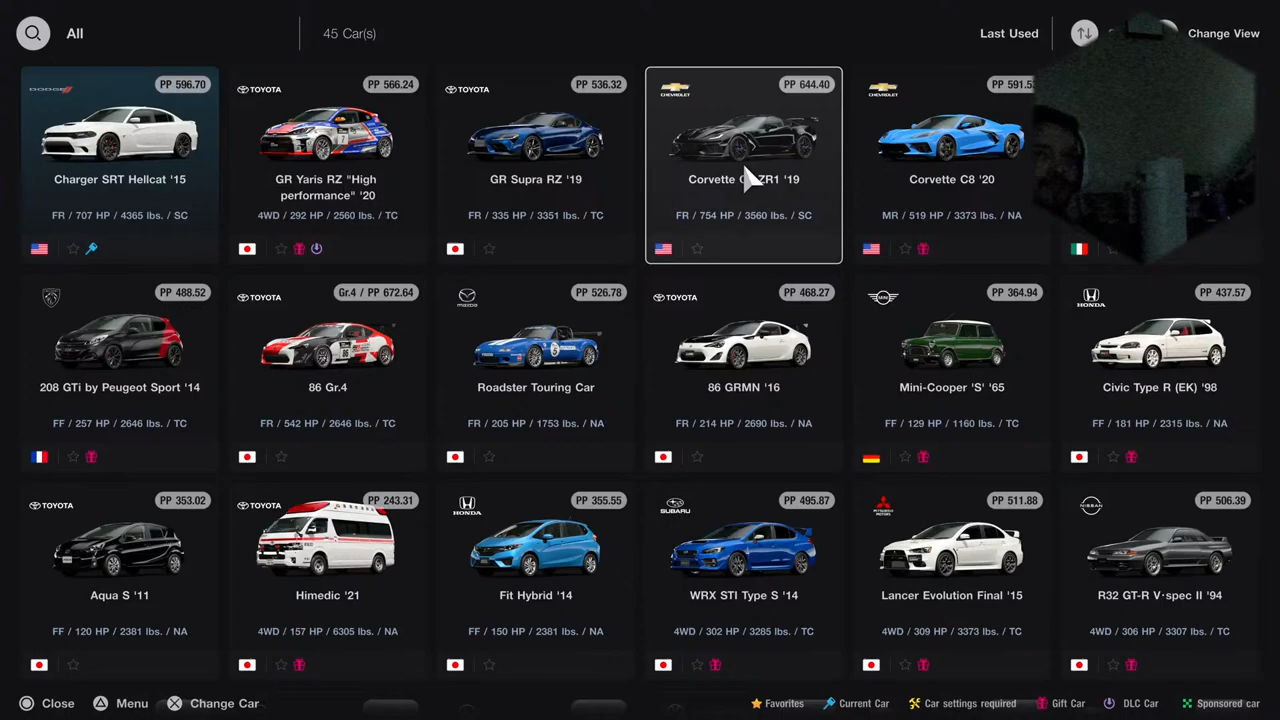 All
45 Car(s)
Last Used
Change View
DODGE
PP 596.70
TOYOTA
PP 566.24
TOYOTA
PP 536.32
CHEVROLET
PP 644.40
CHEVROLET
PP 591.5
Charger SRT Hellcat '15
GR Yaris RZ "High
performance" '20
GR Supra RZ '19
Corvette C ZR1 '19
Corvette C8 '20
FR / 707 HP / 4365 lbs. / SC
4WD / 292 HP / 2560 lbs. / TC
FR / 335 HP / 3351 lbs. / TC
FR / 754 HP / 3560 lbs. / SC
MR / 519 HP / 3373 lbs. / NA
PP 488.52
TOYOTA
Gr.4 / PP 672.64
mazda
PP 526.78
TOYOTA
PP 468.27
MINI
PP 364.94
HONDA
PP 437.57
208 GTi by Peugeot Sport '14
86 Gr.4
Roadster Touring Car
86 GRMN '16
Mini-Cooper 'S' '65
Civic Type R (EK) '98
FF / 257 HP / 2646 lbs. / TC
FR / 542 HP / 2646 lbs. / TC
FR / 205 HP / 1753 lbs. / NA
FR / 214 HP / 2690 lbs. / NA
FF / 129 HP / 1160 lbs. / TC
FF / 181 HP / 2315 lbs. / NA
TOYOTA
PP 353.02
TOYOTA
PP 243.31
HONDA
PP 355.55
SUBARU
PP 495.87
MITSUBISHI
MOTORS
PP 511.88
NISSAN
PP 506.39
Aqua S '11
Himedic '21
Fit Hybrid '14
WRX STI Type S '14
Lancer Evolution Final '15
R32 GT-R V·spec II '94
FF / 120 HP / 2381 lbs. / NA
4WD / 157 HP / 6305 lbs. / NA
FF / 150 HP / 2381 lbs. / NA
4WD / 302 HP / 3285 lbs. / TC
4WD / 309 HP / 3373 lbs. / TC
4WD / 306 HP / 3307 lbs. / TC
Close
Menu
Change Car
Favorites
Current Car
Car settings required
Gift Car
DLC Car
Sponsored car